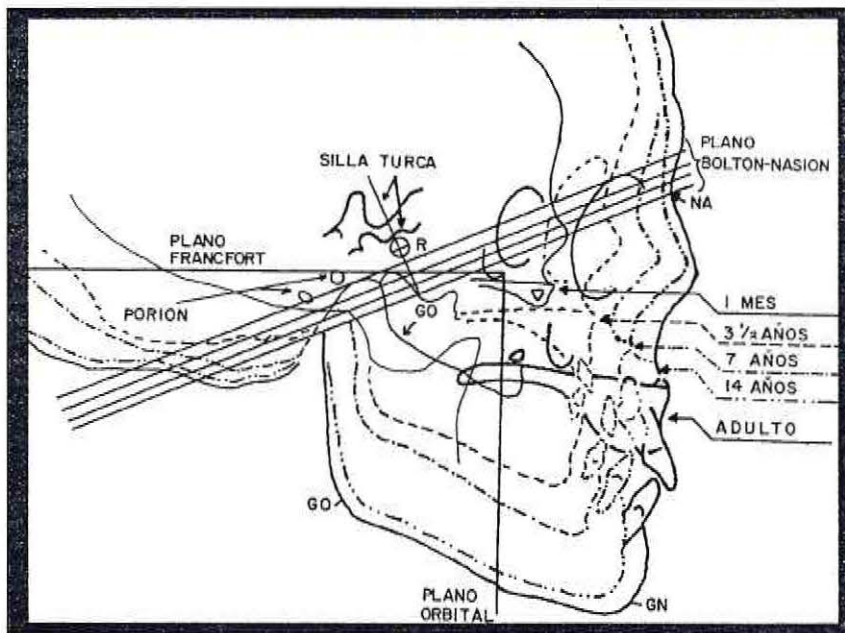 PLANO
BOLTON-NASION
SILLA TURCA
NA
R
PLANO
FRANCFORT
PORION
GO
1 MES
3 1/2 AÑOS
7 AÑOS
14 AÑOS
ADULTO
GO
PLANO
ORBITAL
GN